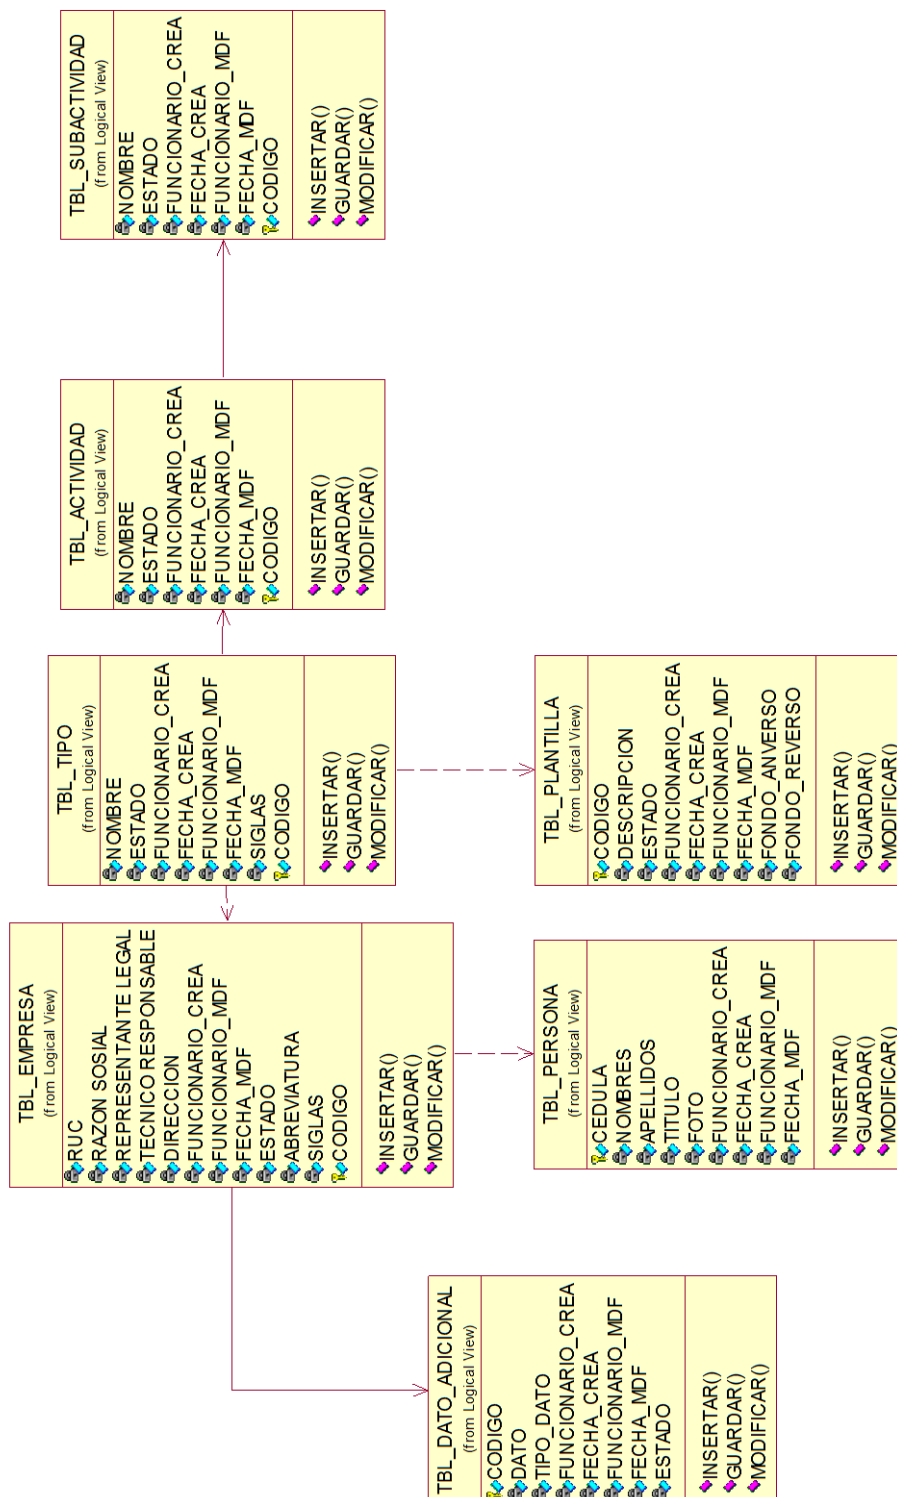 TBL_DATO_ADICIONAL
(from Logical View)
CODIGO
DATO
TIPO_DATO
FUNCIONARIO_CREA
FECHA_CREA
FUNCIONARIO_MDF
FECHA_MDF
ESTADO
INSERTAR()
GUARDAR()
MODIFICAR()
TBL_EMPRESA
(from Logical View)
RUC
RAZON SOSIAL
REPRESENTANTE LEGAL
TECNICO RESPONSABLE
DIRECCION
FUNCIONARIO_CREA
FUNCIONARIO_MDF
FECHA_MDF
ESTADO
ABREVIATURA
SIGLAS
CODIGO
INSERTAR()
GUARDAR()
MODIFICAR()
TBL_PERSONA
(from Logical View)
CEDULA
NOMBRES
APELLIDOS
TITULO
FOTO
FUNCIONARIO_CREA
FECHA_CREA
FUNCIONARIO_MDF
FECHA_MDF
INSERTAR()
GUARDAR()
MODIFICAR()
TBL_TIPO
(from Logical View)
NOMBRE
ESTADO
FUNCIONARIO_CREA
FECHA_CREA
FUNCIONARIO_MDF
FECHA_MDF
SIGLAS
CODIGO
INSERTAR()
GUARDAR()
MODIFICAR()
TBL_PLANTILLA
(from Logical View)
CODIGO
DESCRIPCION
ESTADO
FUNCIONARIO_CREA
FECHA_CREA
FUNCIONARIO_MDF
FECHA_MDF
FONDO_ANVERSO
FONDO_REVERSO
INSERTAR()
GUARDAR()
MODIFICAR()
TBL_ACTIVIDAD
(from Logical View)
NOMBRE
ESTADO
FUNCIONARIO_CREA
FECHA_CREA
FUNCIONARIO_MDF
FECHA_MDF
CODIGO
INSERTAR()
GUARDAR()
MODIFICAR()
TBL_SUBACTIVIDAD
(from Logical View)
NOMBRE
ESTADO
FUNCIONARIO_CREA
FECHA_CREA
FUNCIONARIO_MDF
FECHA_MDF
CODIGO
INSERTAR()
GUARDAR()
MODIFICAR()